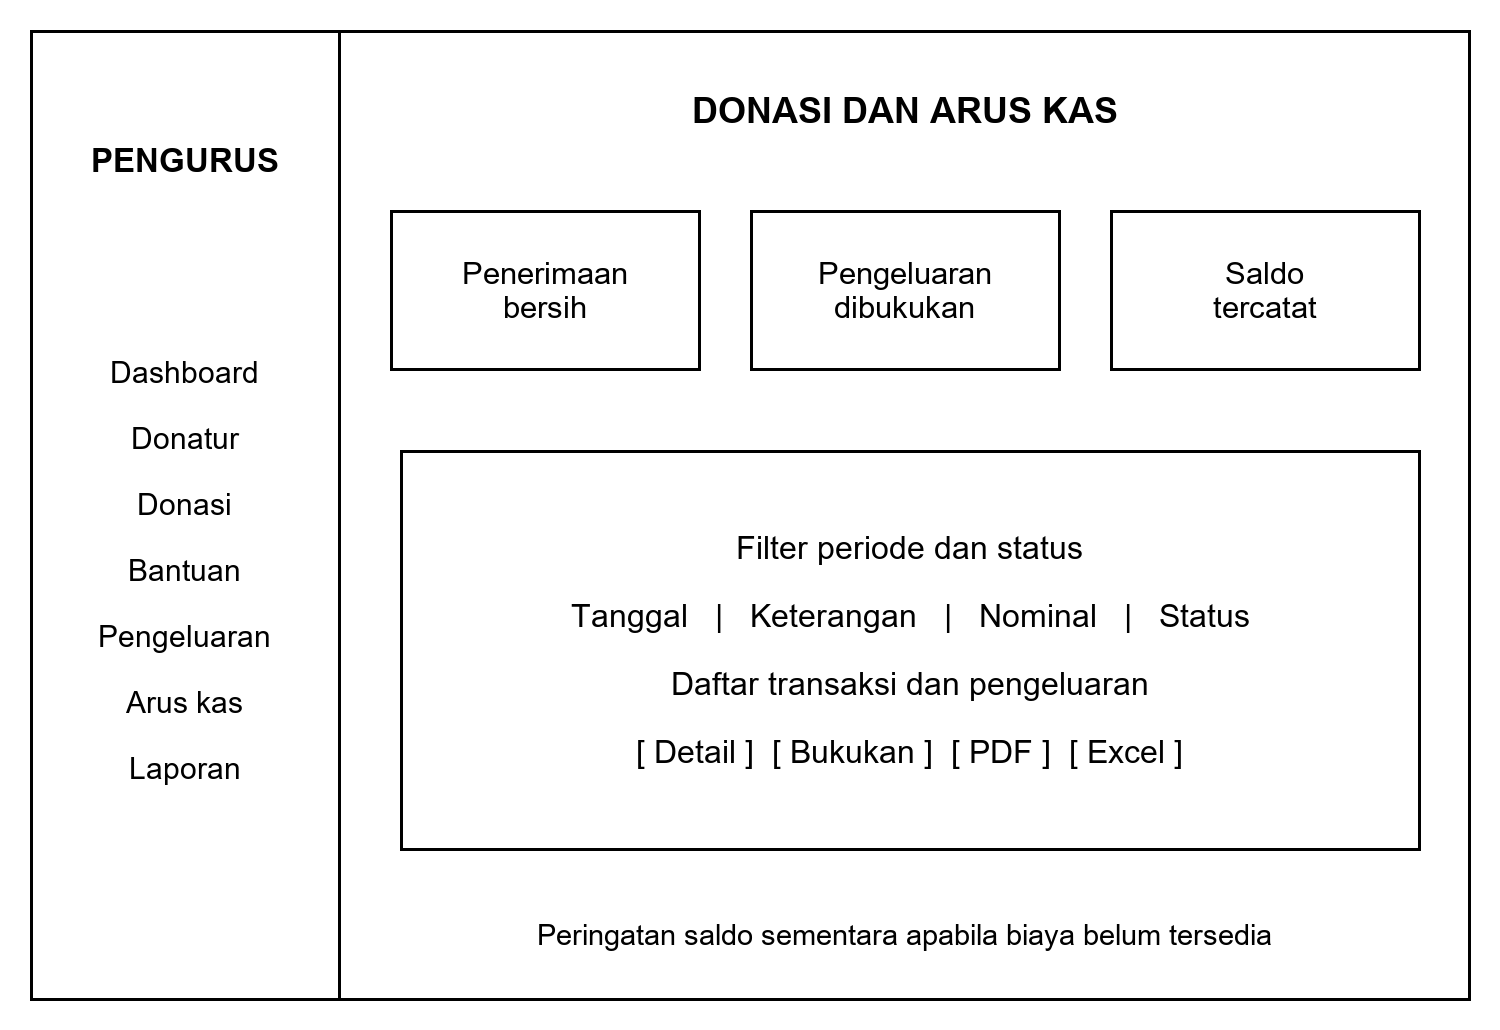 PENGURUS
Dashboard
Donatur
Donasi
Bantuan
Pengeluaran
Arus kas
Laporan
DONASI DAN ARUS KAS
Penerimaan
bersih
Pengeluaran
dibukukan
Saldo
tercatat
Filter periode dan status
Tanggal | Keterangan | Nominal | Status
Daftar transaksi dan pengeluaran
[ Detail ] [ Bukukan ] [ PDF ] [ Excel ]
Peringatan saldo sementara apabila biaya belum tersedia